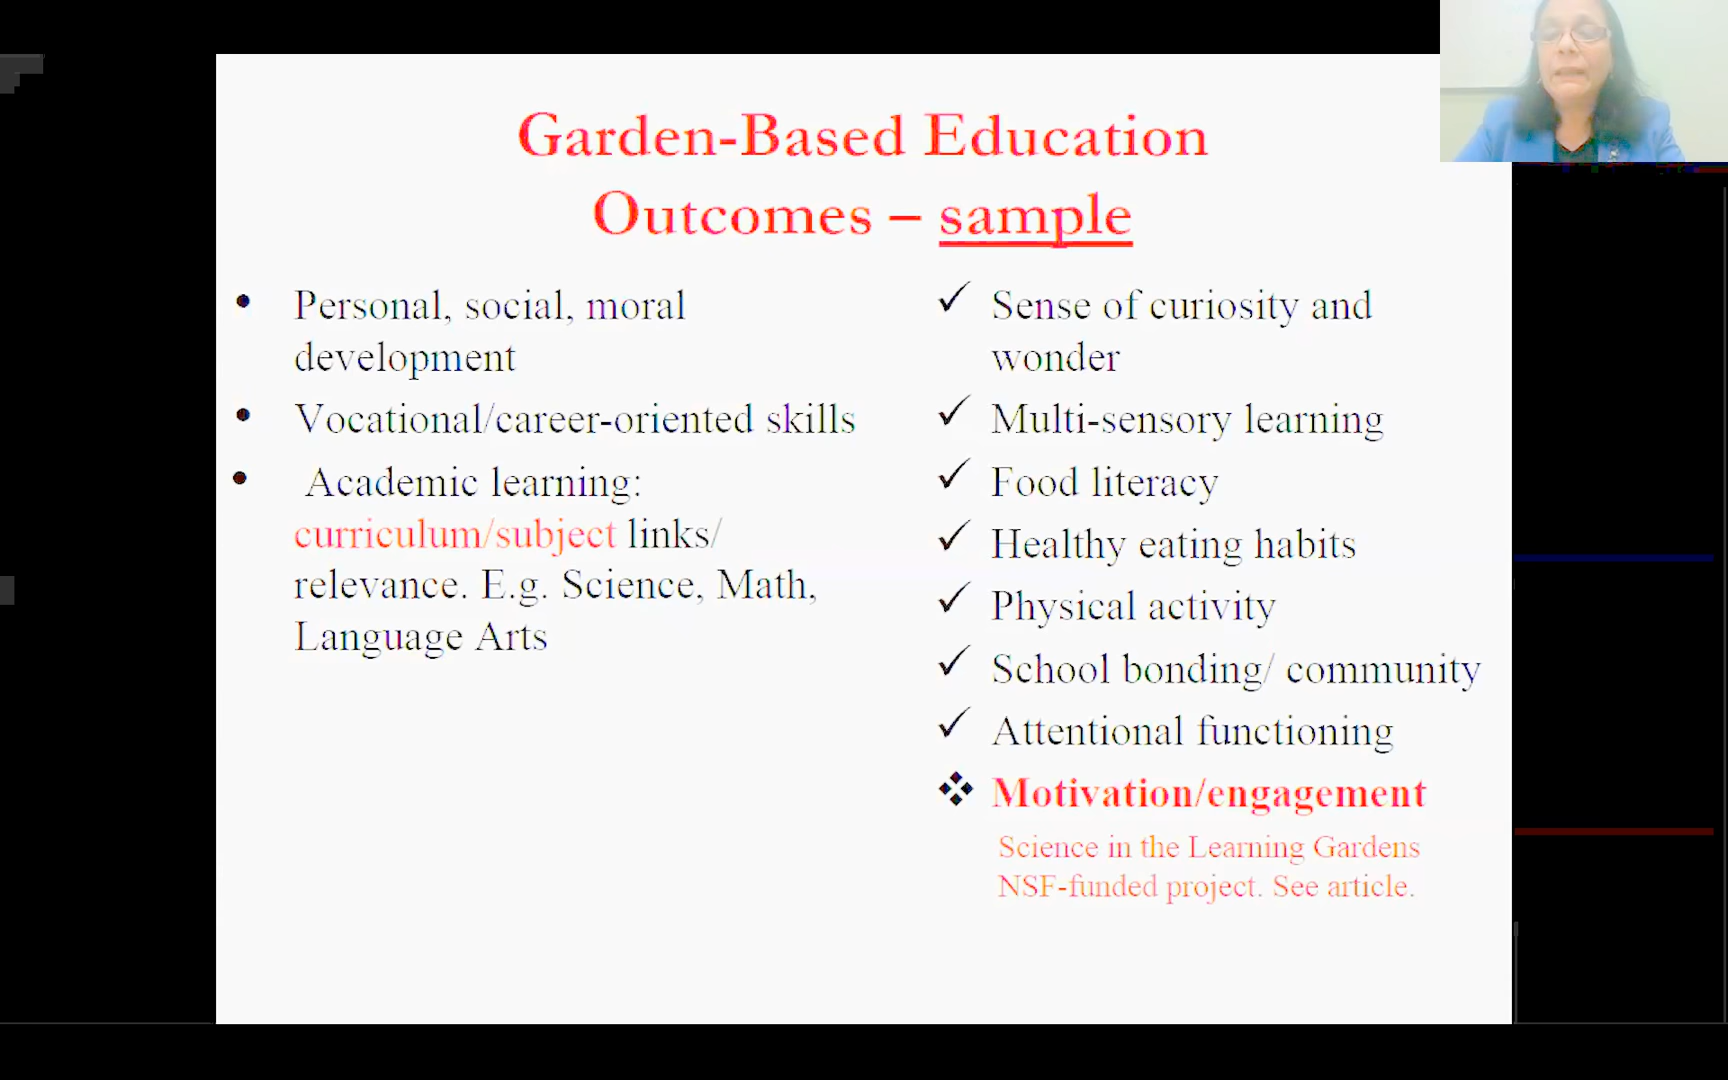 Garden-Based Education
Outcomes – sample
• Personal, social, moral
development
• Vocational/career-oriented skills
• Academic learning:
curriculum/subject links/
relevance. E.g. Science, Math,
Language Arts
✓ Sense of curiosity and
wonder
✓ Multi-sensory learning
✓ Food literacy
✓ Healthy eating habits
✓ Physical activity
✓ School bonding/ community
✓ Attentional functioning
❖ Motivation/engagement
Science in the Learning Gardens
NSF-funded project. See article.